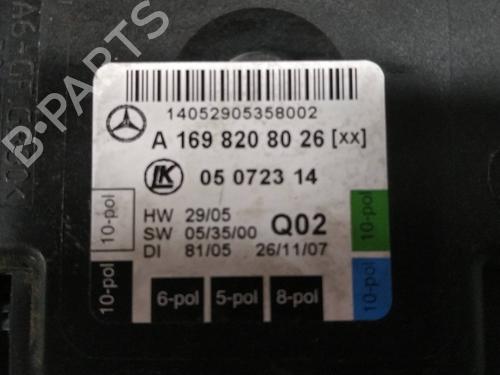 B-PARTS
14052905358002
A 169 820 80 26 [xx]
LK 05 0723 14
HW 29/05
SW 05/35/00 Q02
DI 81/05 26/11/07
10-pol
10-pol
6-pol
5-pol
8-pol
10-pol
10-pol